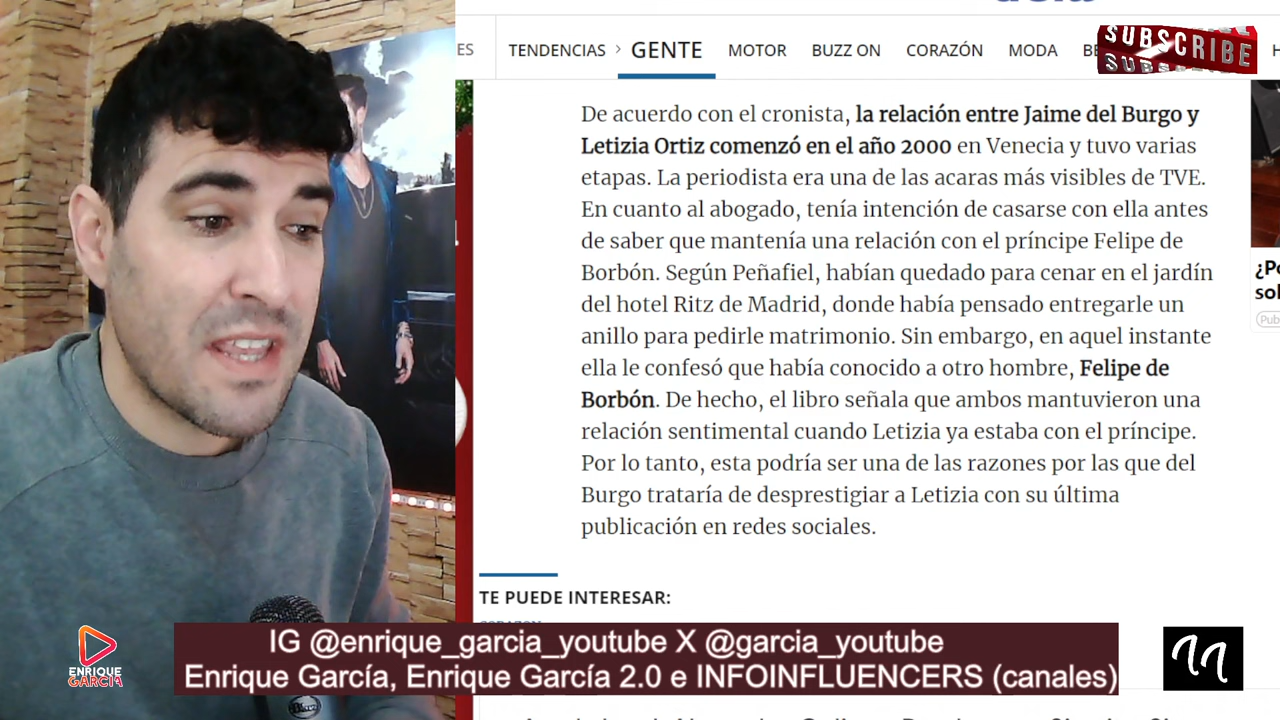 ES
TENDENCIAS > GENTE MOTOR BUZZ ON CORAZÓN MODA
SUBSCRIBE
De acuerdo con el cronista, la relación entre Jaime del Burgo y
Letizia Ortiz comenzó en el año 2000 en Venecia y tuvo varias
etapas. La periodista era una de las acaras más visibles de TVE.
En cuanto al abogado, tenía intención de casarse con ella antes
de saber que mantenía una relación con el príncipe Felipe de
Borbón. Según Peñafiel, habían quedado para cenar en el jardín
del hotel Ritz de Madrid, donde había pensado entregarle un
anillo para pedirle matrimonio. Sin embargo, en aquel instante
ella le confesó que había conocido a otro hombre, Felipe de
Borbón. De hecho, el libro señala que ambos mantuvieron una
relación sentimental cuando Letizia ya estaba con el príncipe.
Por lo tanto, esta podría ser una de las razones por las que del
Burgo trataría de desprestigiar a Letizia con su última
publicación en redes sociales.
¿Po
sol
Pub
TE PUEDE INTERESAR:
IG @enrique_garcia_youtube X @garcia_youtube
Enrique García, Enrique García 2.0 e INFOINFLUENCERS (canales)
ENRIQUE
GARCIA
Blue